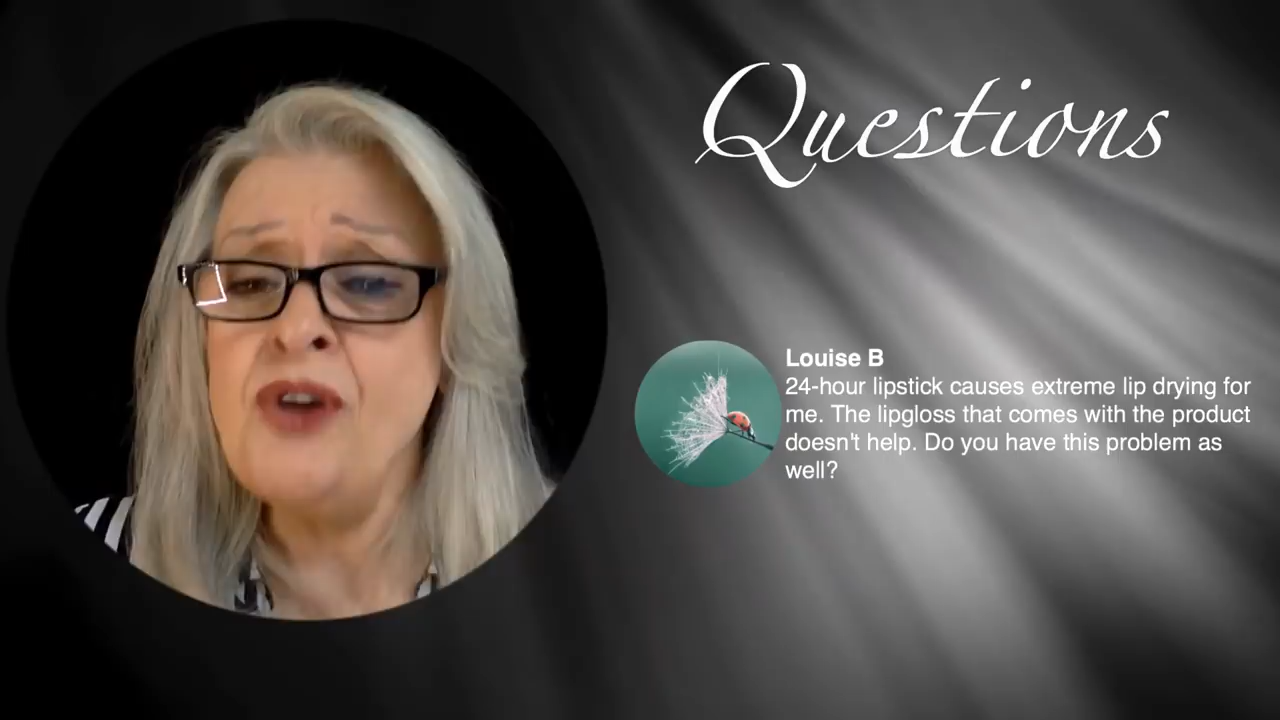 Questions
Louise B
24-hour lipstick causes extreme lip drying for
me. The lipgloss that comes with the product
doesn't help. Do you have this problem as
well?